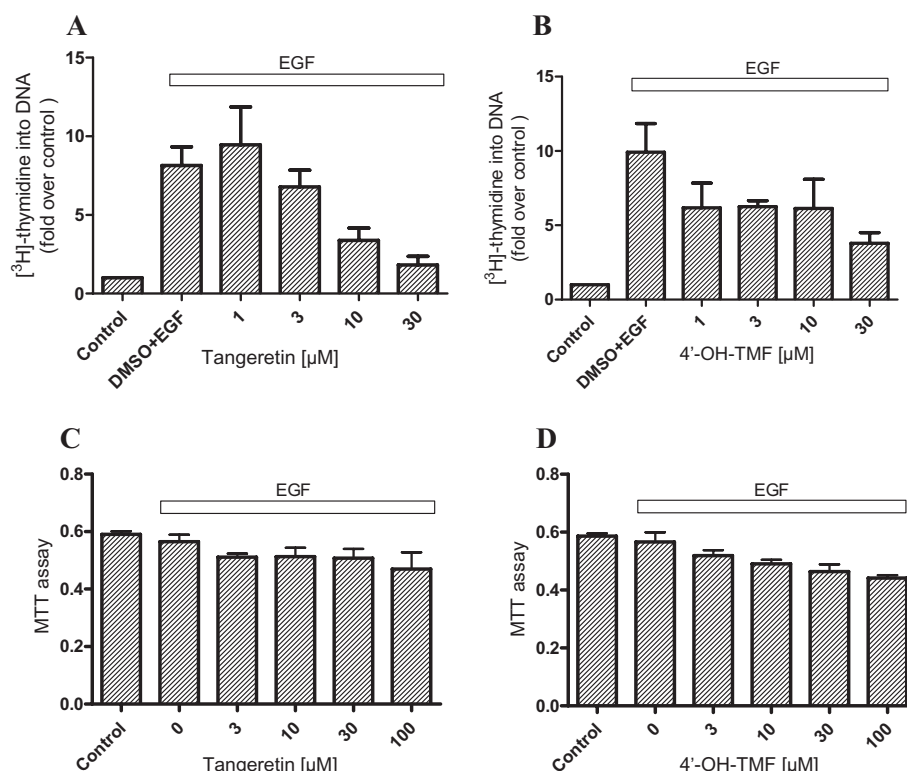 A
[³H]-thymidine into DNA
(fold over control )
15
10
5
0
EGF
Control
DMSO+EGF
1
3
10
30
Tangeretin [µM]
B
[³H]-thymidine into DNA
(fold over control )
15
10
5
0
EGF
Control
DMSO+EGF
1
3
10
30
4'-OH-TMF [µM]
C
MTT assay
0.8
0.6
0.4
0.2
0.0
EGF
Control
0
3
10
30
100
Tangeretin [µM]
D
MTT assay
0.8
0.6
0.4
0.2
0.0
EGF
Control
0
3
10
30
100
4'-OH-TMF [µM]